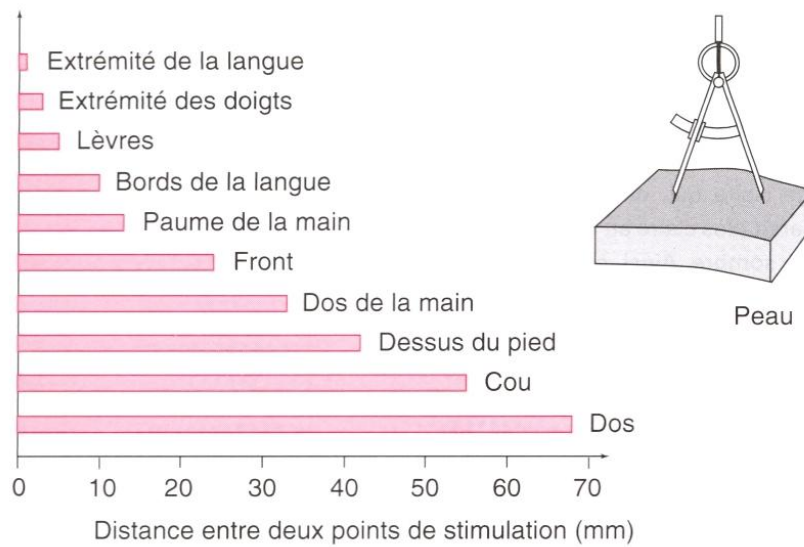 Extrémité de la langue
Extrémité des doigts
Lèvres
Bords de la langue
Paume de la main
Front
Dos de la main
Dessus du pied
Cou
Dos
0 10 20 30 40 50 60 70
Distance entre deux points de stimulation (mm)
Peau